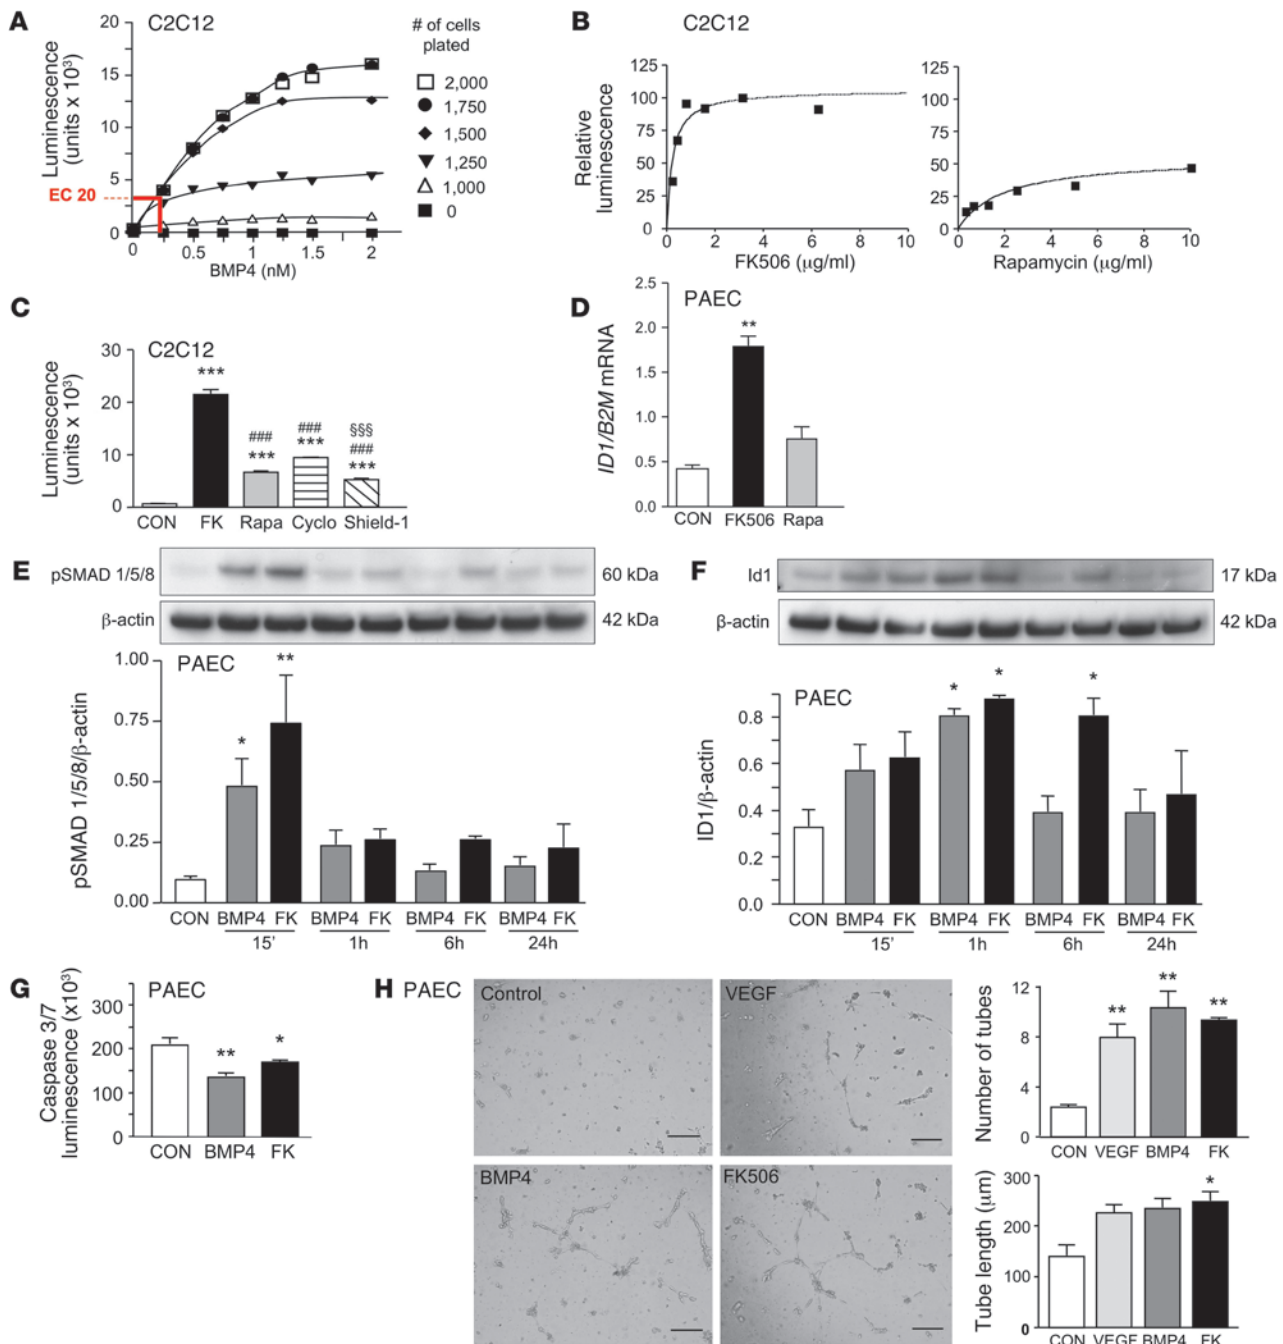 A
C2C12
20
15
10
5
0
Luminescence
(units x 10³)
EC 20
0
0.5
1
1.5
2
BMP4 (nM)
# of cells
plated
2,000
1,750
1,500
1,250
1,000
0
B
C2C12
125
100
75
50
25
0
Relative
luminescence
0 2 4 6 8 10
FK506 (µg/ml)
125
100
75
50
25
0
0 2 4 6 8 10
Rapamycin (µg/ml)
C
C2C12
30
20
10
0
Luminescence
(units x 10³)
***
###
***
###
***
§§§
###
***
CON FK Rapa Cyclo Shield-1
D
PAEC
2.5
2.0
1.5
1.0
0.5
0.0
ID1/B2M mRNA
**
CON FK506 Rapa
E
pSMAD 1/5/8
60 kDa
β-actin
42 kDa
PAEC
1.00
0.75
0.50
0.25
0.00
pSMAD 1/5/8/β-actin
*
**
CON BMP4 FK BMP4 FK BMP4 FK BMP4 FK
15' 1h 6h 24h
F
Id1
17 kDa
β-actin
42 kDa
PAEC
0.8
0.6
0.4
0.2
0.0
ID1/β-actin
*
*
*
CON BMP4 FK BMP4 FK BMP4 FK BMP4 FK
15' 1h 6h 24h
G
PAEC
300
200
100
0
Caspase 3/7
luminescence (x10³)
**
*
CON BMP4 FK
H
PAEC
Control
VEGF
BMP4
FK506
12
8
4
0
Number of tubes
**
**
**
CON VEGF BMP4 FK
300
200
100
0
Tube length (µm)
*
CON VEGF BMP4 FK